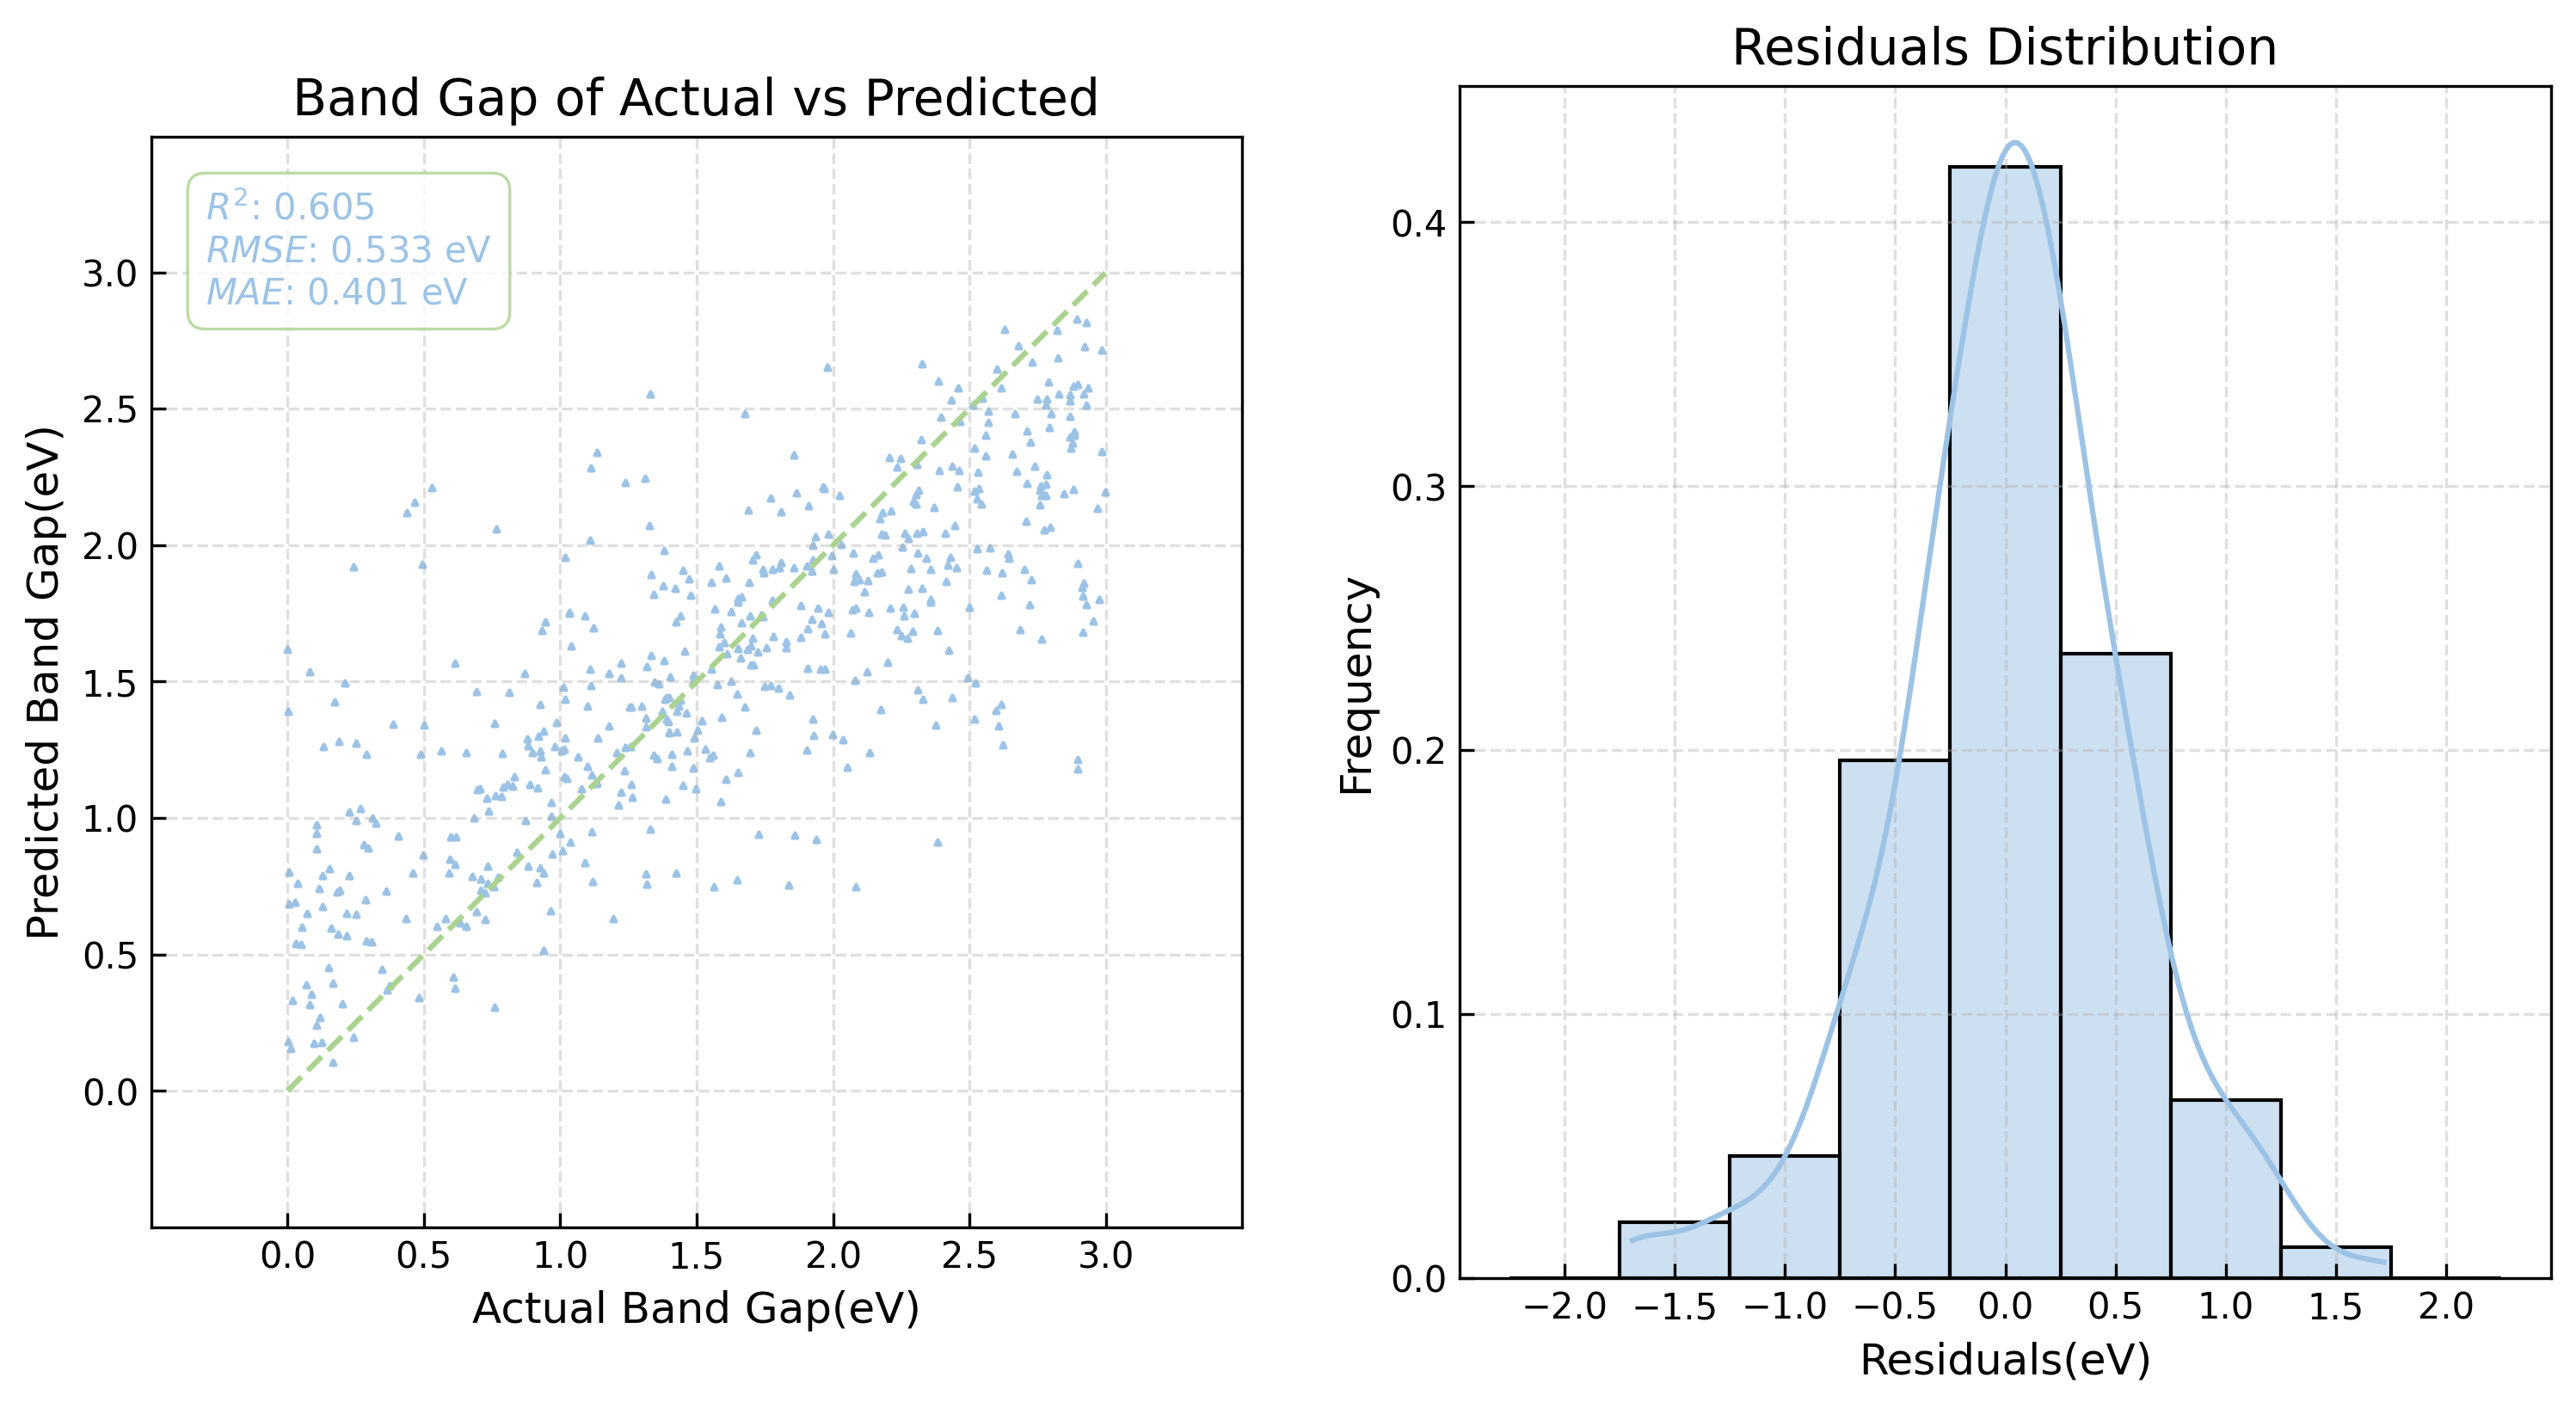 Band Gap of Actual vs Predicted
R²: 0.605
RMSE: 0.533 eV
MAE: 0.401 eV
Predicted Band Gap(eV)
3.0
2.5
2.0
1.5
1.0
0.5
0.0
0.0 0.5 1.0 1.5 2.0 2.5 3.0
Actual Band Gap(eV)
Residuals Distribution
Frequency
0.4
0.3
0.2
0.1
0.0
−2.0 −1.5 −1.0 −0.5 0.0 0.5 1.0 1.5 2.0
Residuals(eV)